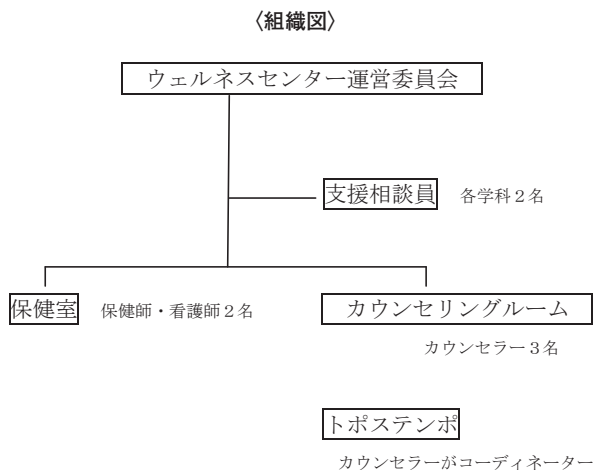 〈組織図〉
ウェルネスセンター運営委員会
支援相談員 各学科２名
保健室 保健師・看護師２名
カウンセリングルーム
カウンセラー３名
トポステンポ
カウンセラーがコーディネーター